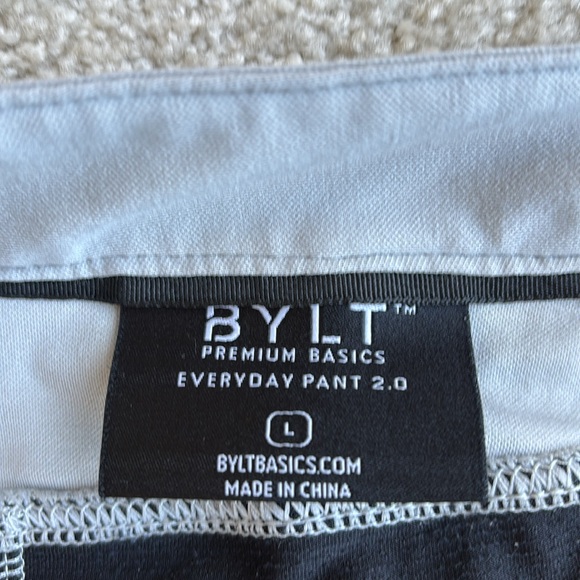 BYLT™
PREMIUM BASICS
EVERYDAY PANT 2.0
L
BYLTBASICS.COM
MADE IN CHINA